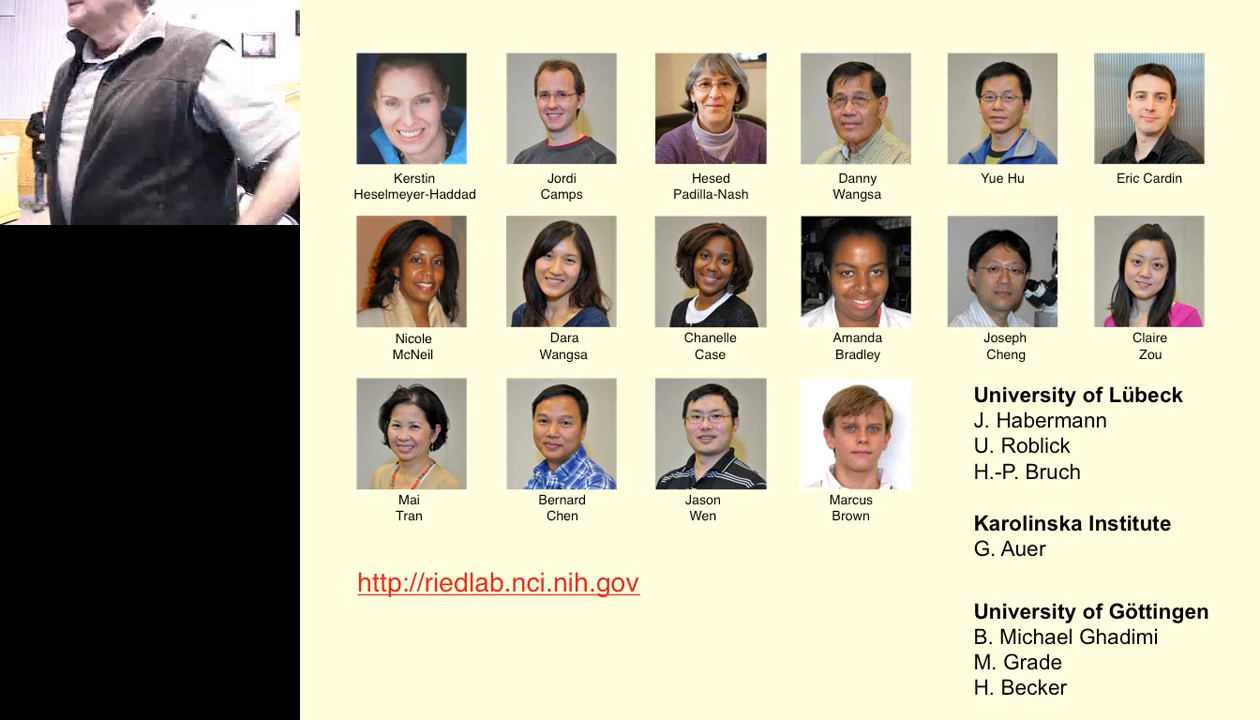 Kerstin
Heselmeyer-Haddad
Jordi
Camps
Hesed
Padilla-Nash
Danny
Wangsa
Yue Hu
Eric Cardin
Nicole
McNeil
Dara
Wangsa
Chanelle
Case
Amanda
Bradley
Joseph
Cheng
Claire
Zou
Mai
Tran
Bernard
Chen
Jason
Wen
Marcus
Brown
University of Lübeck
J. Habermann
U. Roblick
H.-P. Bruch
Karolinska Institute
G. Auer
http://riedlab.nci.nih.gov
University of Göttingen
B. Michael Ghadimi
M. Grade
H. Becker